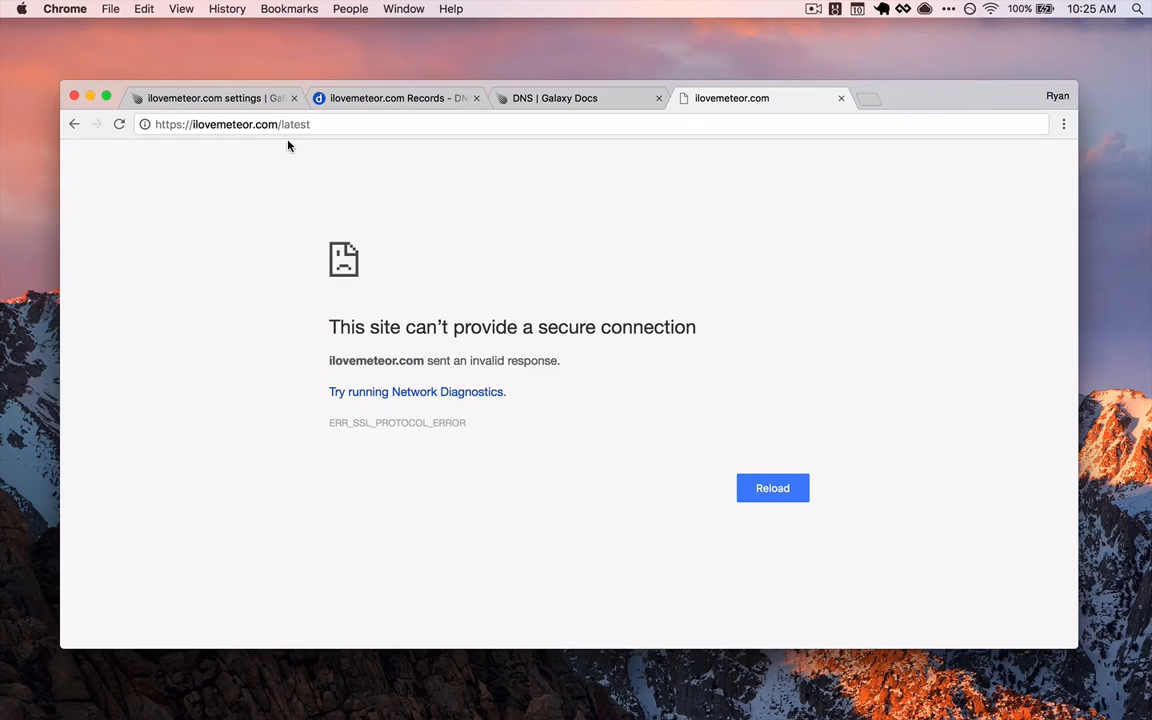 Chrome File Edit View History Bookmarks People Window Help 10 100% 10:25 AM
ilovemeteor.com settings | Gal ilovemeteor.com Records - DN DNS | Galaxy Docs ilovemeteor.com Ryan
https://ilovemeteor.com/latest
This site can't provide a secure connection
ilovemeteor.com sent an invalid response.
Try running Network Diagnostics.
ERR_SSL_PROTOCOL_ERROR
Reload